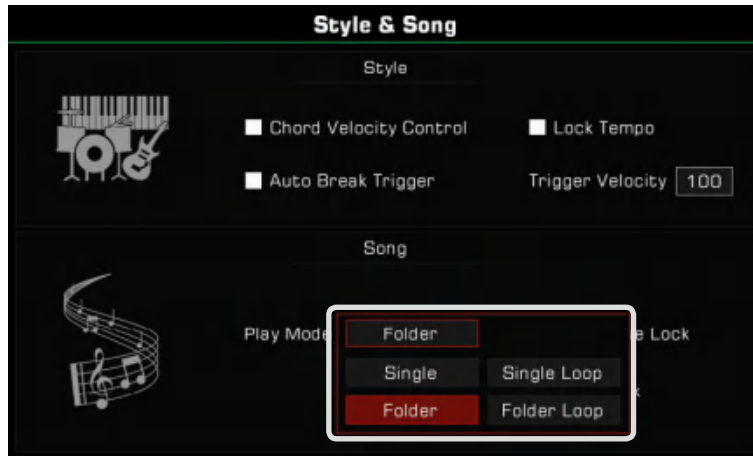 Style & Song
Style
Chord Velocity Control Lock Tempo
Auto Break Trigger Trigger Velocity 100
Song
Play Mode Folder Lock
Single Single Loop
Folder Folder Loop